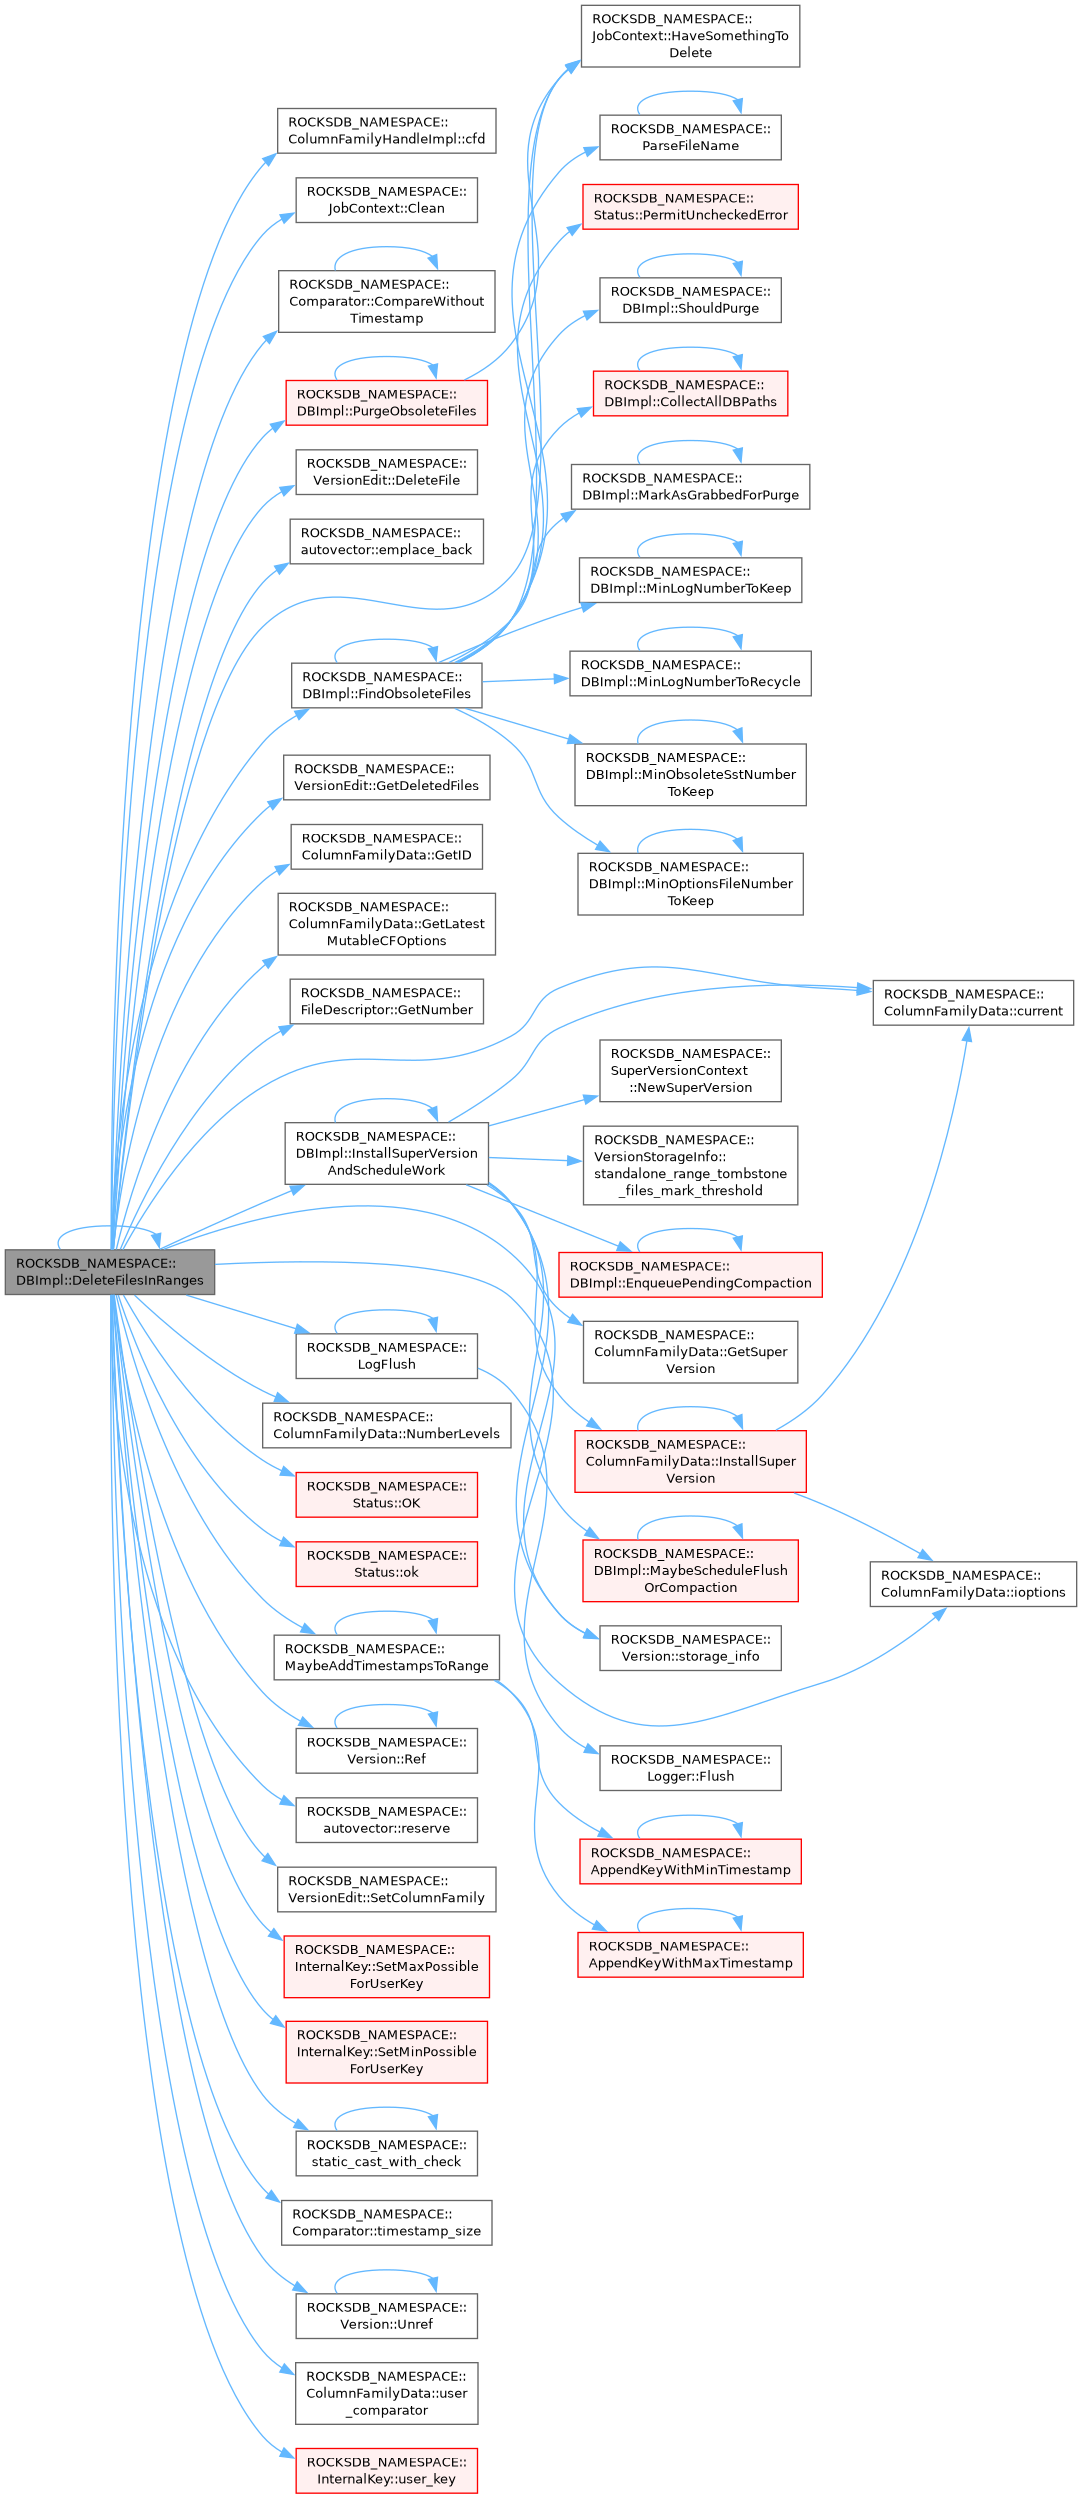 ROCKSDB_NAMESPACE::
DBImpl::DeleteFilesInRanges
ROCKSDB_NAMESPACE::
ColumnFamilyHandleImpl::cfd
ROCKSDB_NAMESPACE::
JobContext::Clean
ROCKSDB_NAMESPACE::
Comparator::CompareWithout
Timestamp
ROCKSDB_NAMESPACE::
DBImpl::PurgeObsoleteFiles
ROCKSDB_NAMESPACE::
VersionEdit::DeleteFile
ROCKSDB_NAMESPACE::
autovector::emplace_back
ROCKSDB_NAMESPACE::
DBImpl::FindObsoleteFiles
ROCKSDB_NAMESPACE::
VersionEdit::GetDeletedFiles
ROCKSDB_NAMESPACE::
ColumnFamilyData::GetID
ROCKSDB_NAMESPACE::
ColumnFamilyData::GetLatest
MutableCFOptions
ROCKSDB_NAMESPACE::
FileDescriptor::GetNumber
ROCKSDB_NAMESPACE::
DBImpl::InstallSuperVersion
AndScheduleWork
ROCKSDB_NAMESPACE::
LogFlush
ROCKSDB_NAMESPACE::
ColumnFamilyData::NumberLevels
ROCKSDB_NAMESPACE::
Status::OK
ROCKSDB_NAMESPACE::
Status::ok
ROCKSDB_NAMESPACE::
MaybeAddTimestampsToRange
ROCKSDB_NAMESPACE::
Version::Ref
ROCKSDB_NAMESPACE::
autovector::reserve
ROCKSDB_NAMESPACE::
VersionEdit::SetColumnFamily
ROCKSDB_NAMESPACE::
InternalKey::SetMaxPossible
ForUserKey
ROCKSDB_NAMESPACE::
InternalKey::SetMinPossible
ForUserKey
ROCKSDB_NAMESPACE::
static_cast_with_check
ROCKSDB_NAMESPACE::
Comparator::timestamp_size
ROCKSDB_NAMESPACE::
Version::Unref
ROCKSDB_NAMESPACE::
ColumnFamilyData::user
_comparator
ROCKSDB_NAMESPACE::
InternalKey::user_key
ROCKSDB_NAMESPACE::
JobContext::HaveSomethingTo
Delete
ROCKSDB_NAMESPACE::
ParseFileName
ROCKSDB_NAMESPACE::
Status::PermitUncheckedError
ROCKSDB_NAMESPACE::
DBImpl::ShouldPurge
ROCKSDB_NAMESPACE::
DBImpl::CollectAllDBPaths
ROCKSDB_NAMESPACE::
DBImpl::MarkAsGrabbedForPurge
ROCKSDB_NAMESPACE::
DBImpl::MinLogNumberToKeep
ROCKSDB_NAMESPACE::
DBImpl::MinLogNumberToRecycle
ROCKSDB_NAMESPACE::
DBImpl::MinObsoleteSstNumber
ToKeep
ROCKSDB_NAMESPACE::
DBImpl::MinOptionsFileNumber
ToKeep
ROCKSDB_NAMESPACE::
SuperVersionContext
::NewSuperVersion
ROCKSDB_NAMESPACE::
VersionStorageInfo::
standalone_range_tombstone
_files_mark_threshold
ROCKSDB_NAMESPACE::
DBImpl::EnqueuePendingCompaction
ROCKSDB_NAMESPACE::
ColumnFamilyData::GetSuper
Version
ROCKSDB_NAMESPACE::
ColumnFamilyData::InstallSuper
Version
ROCKSDB_NAMESPACE::
DBImpl::MaybeScheduleFlush
OrCompaction
ROCKSDB_NAMESPACE::
Version::storage_info
ROCKSDB_NAMESPACE::
Logger::Flush
ROCKSDB_NAMESPACE::
AppendKeyWithMinTimestamp
ROCKSDB_NAMESPACE::
AppendKeyWithMaxTimestamp
ROCKSDB_NAMESPACE::
ColumnFamilyData::current
ROCKSDB_NAMESPACE::
ColumnFamilyData::ioptions